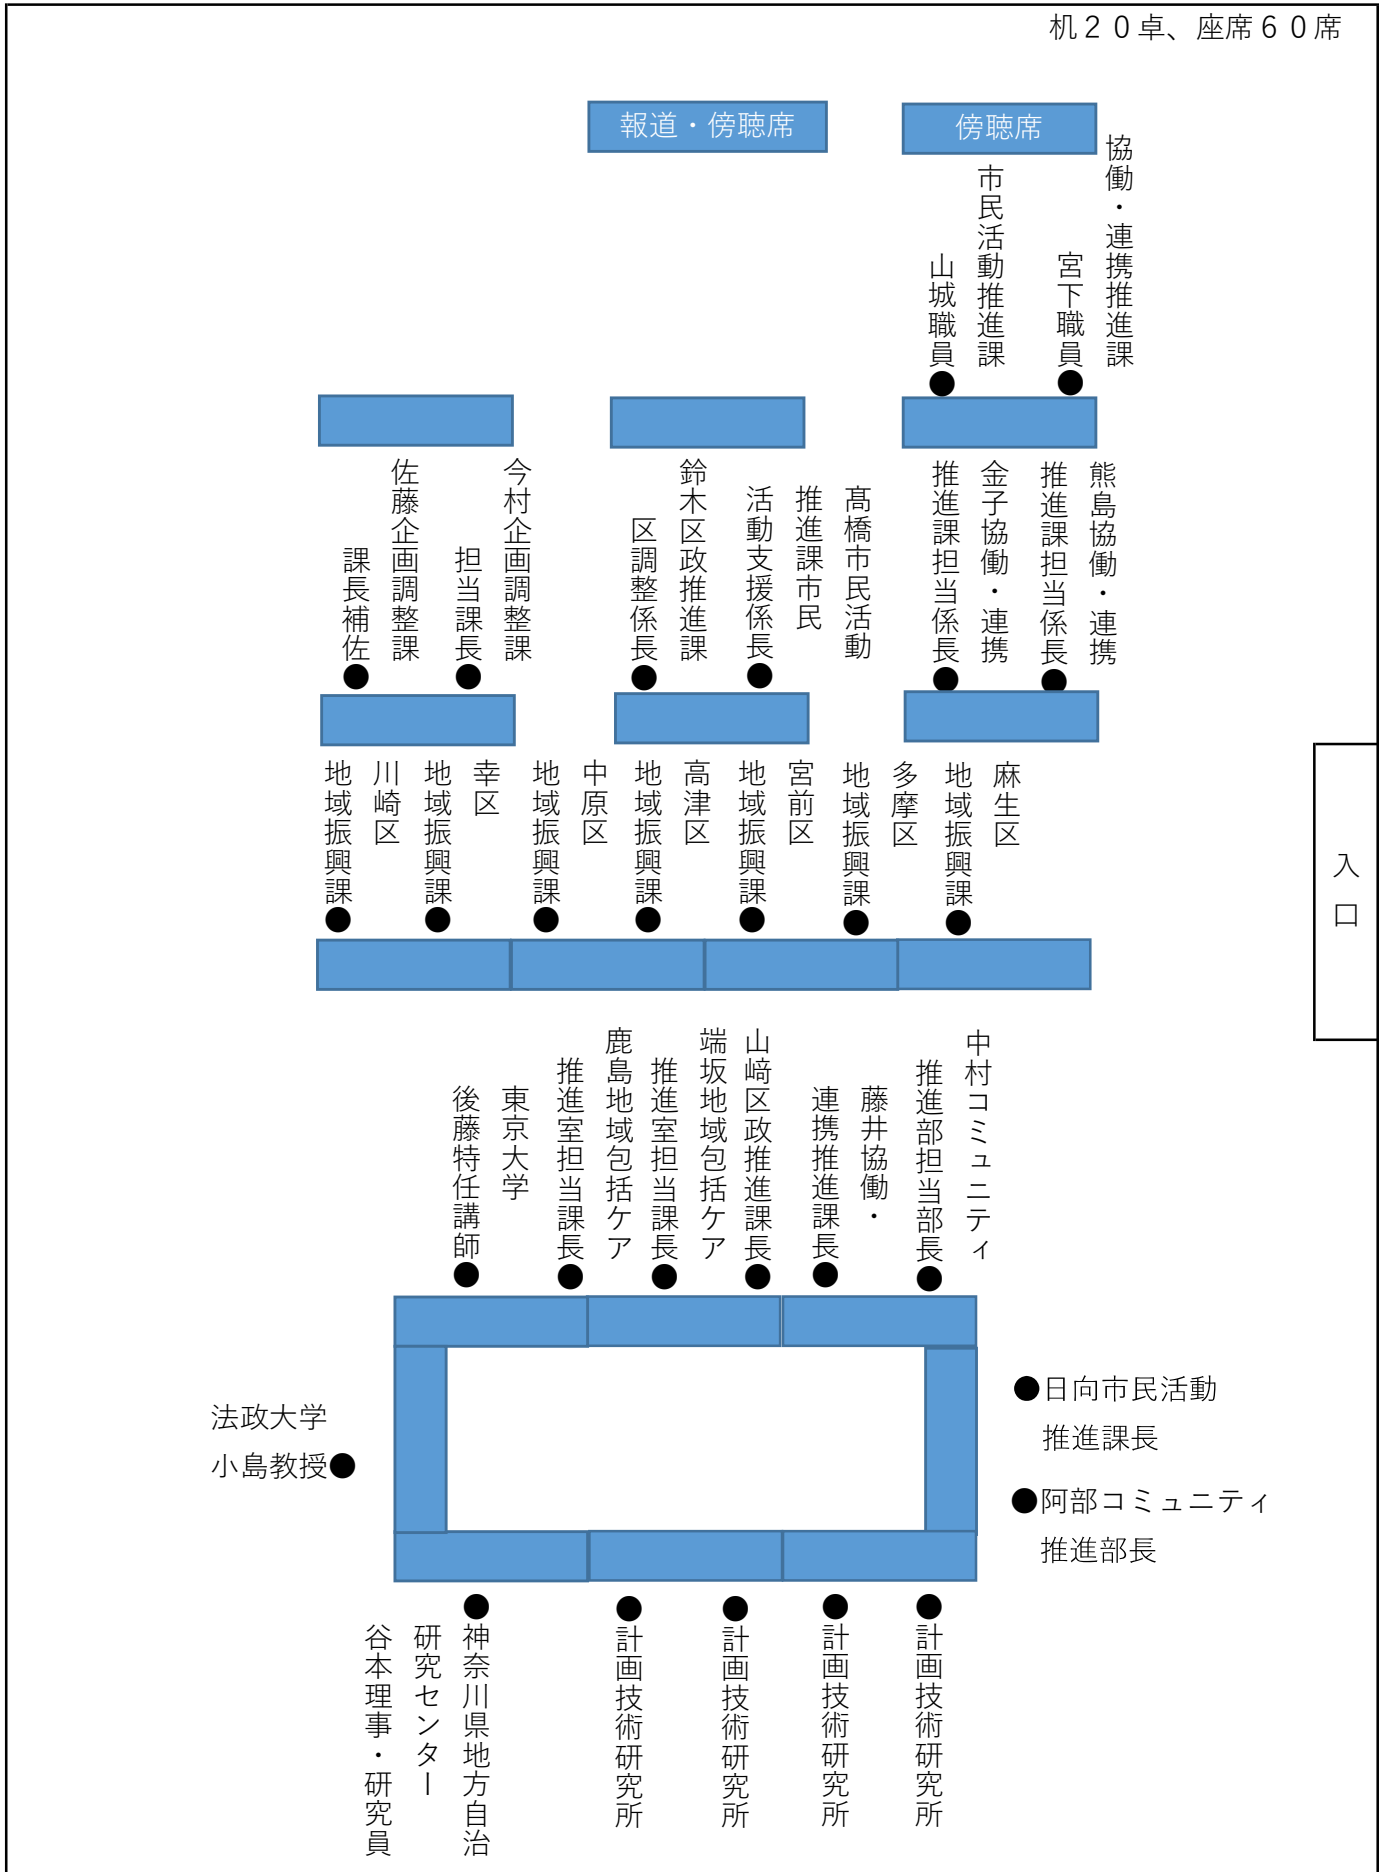 机２０卓、座席６０席
報道・傍聴席
傍聴席
協働・連携推進課
宮下職員●
市民活動推進課
山城職員●
熊島協働・連携
推進課担当係長●
金子協働・連携
推進課担当係長●
髙橋市民活動
推進課市民
活動支援係長●
鈴木区政推進課
区調整係長●
今村企画調整課
担当課長●
佐藤企画調整課
課長補佐●
麻生区
地域振興課●
多摩区
地域振興課●
宮前区
地域振興課●
高津区
地域振興課●
中原区
地域振興課●
幸区
地域振興課●
川崎区
地域振興課●
入口
中村コミュニティ
推進部担当部長●
藤井協働・
連携推進課長●
山﨑区政推進課長●
端坂地域包括ケア
推進室担当課長●
鹿島地域包括ケア
推進室担当課長●
東京大学
後藤特任講師●
●日向市民活動
推進課長
●阿部コミュニティ
推進部長
法政大学
小島教授●
●計画技術研究所
●計画技術研究所
●計画技術研究所
●計画技術研究所
●神奈川県地方自治
研究センター
谷本理事・研究員